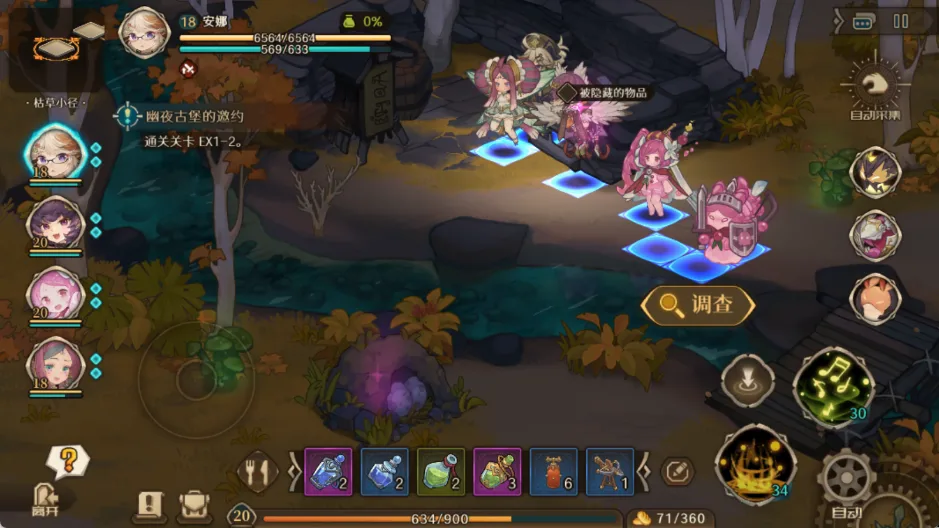 18 安娜
0%
6564/6564
569/633
·枯草小径·
幽夜古堡的邀约
通关关卡 EX1-2。
被隐藏的物品
自动采集
18
20
20
18
调查
30
34
2
2
2
3
6
1
离开
自动
20
634/900
71/360